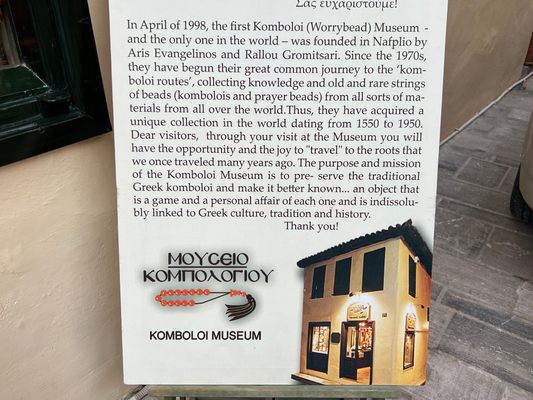 Σας ευχαριστούμε!
In April of 1998, the first Komboloi (Worrybead) Museum -
and the only one in the world – was founded in Nafplio by
Aris Evangelinos and Rallou Gromitsari. Since the 1970s,
they have begun their great common journey to the ‘kom-
boloi routes’, collecting knowledge and old and rare strings
of beads (kombolois and prayer beads) from all sorts of ma-
terials from all over the world.Thus, they have acquired a
unique collection in the world dating from 1550 to 1950.
Dear visitors, through your visit at the Museum you will
have the opportunity and the joy to "travel" to the roots that
we once traveled many years ago. The purpose and mission
of the Komboloi Museum is to pre- serve the traditional
Greek komboloi and make it better known... an object that
is a game and a personal affair of each one and is indissolu-
bly linked to Greek culture, tradition and history.
Thank you!
ΜΟΥΣΕΙΟ
ΚΟΜΠΟΛΟΓΙΟΥ
KOMBOLOI MUSEUM